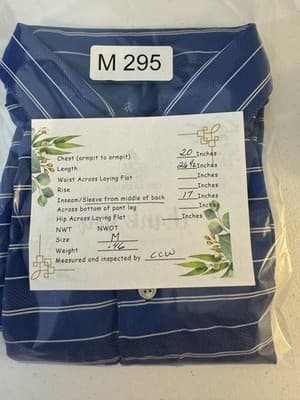 M 295
Chest (armpit to armpit) 20 Inches
Length 26 1/2 Inches
Waist Across Laying Flat Inches
Rise Inches
Inseam/Sleeve from middle of back 17 Inches
Across bottom of pant leg Inches
Hip Across Laying Flat Inches
NWT NWOT
Size M
Weight .46
Measured and inspected by CCW